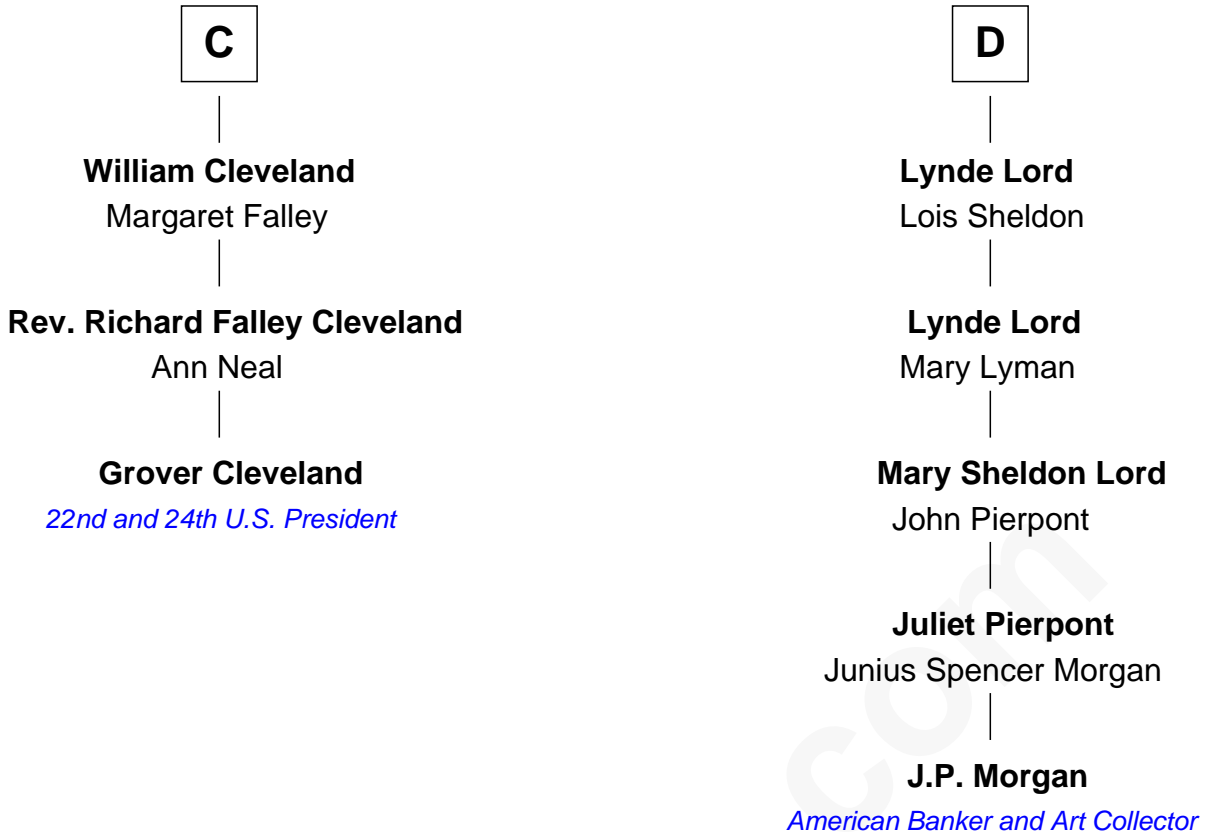 C
William Cleveland
Margaret Falley
Rev. Richard Falley Cleveland
Ann Neal
Grover Cleveland
22nd and 24th U.S. President
D
Lynde Lord
Lois Sheldon
Lynde Lord
Mary Lyman
Mary Sheldon Lord
John Pierpont
Juliet Pierpont
Junius Spencer Morgan
J.P. Morgan
American Banker and Art Collector
com